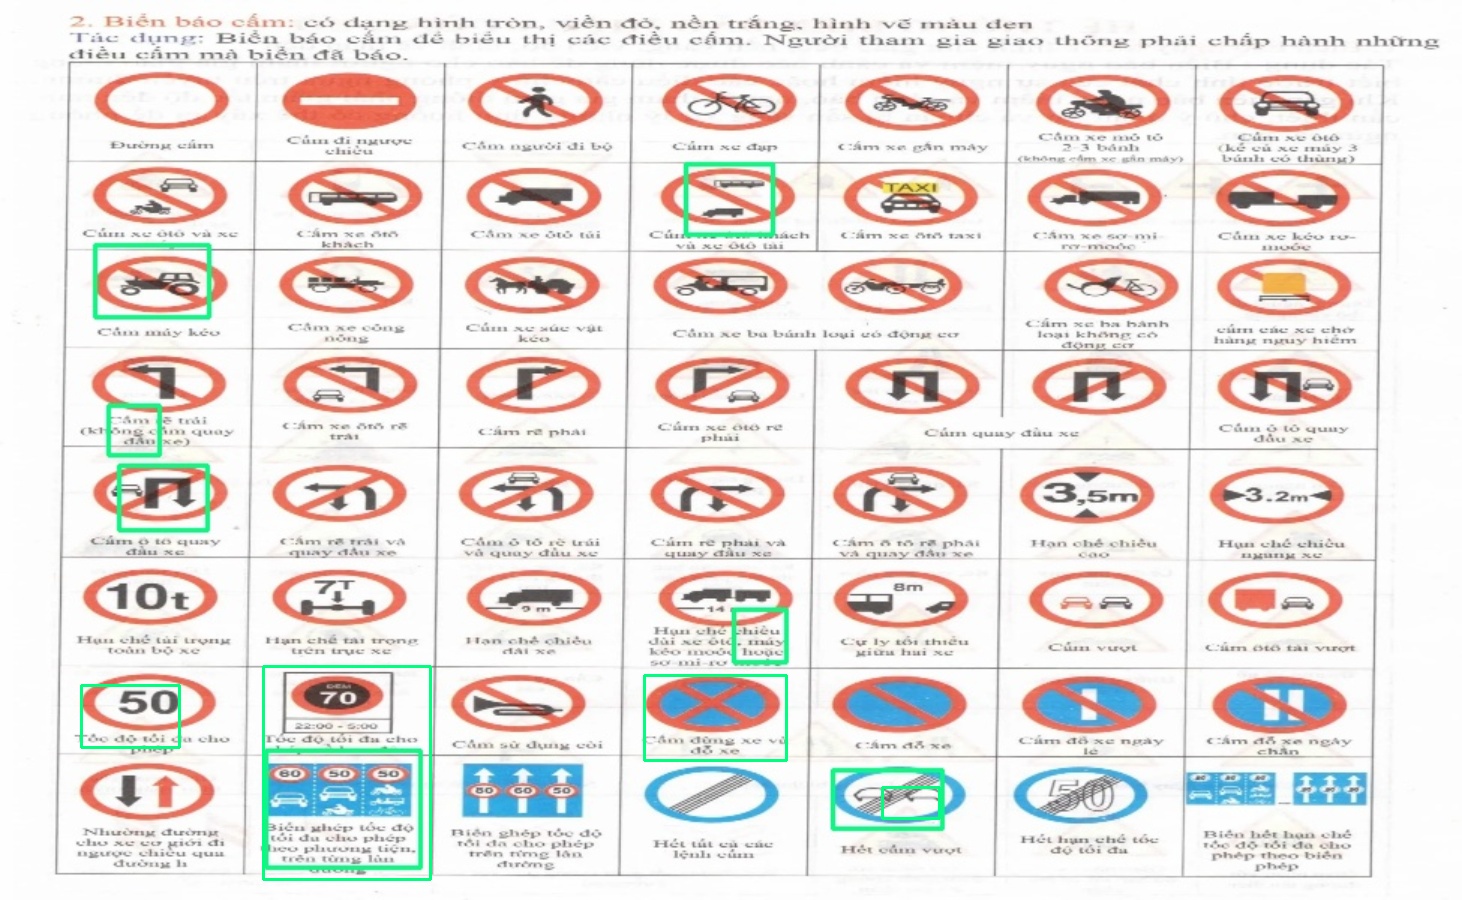 2. Biển báo cấm: có dạng hình tròn, viền đỏ, nền trắng, hình vẽ màu đen
Tác dụng: Biển báo cấm để biểu thị các điều cấm. Người tham gia giao thông phải chấp hành những
điều cấm mà biển đã báo.
Đường cấm
Cấm đi ngược
chiều
Cấm người đi bộ
Cấm xe đạp
Cấm xe gắn máy
Cấm xe mô tô
2-3 bánh
(không cấm xe gắn máy)
Cấm xe ôtô
(kể cả xe máy 3
bánh có thùng)
TAXI
Cấm xe ôtô và xe
Cấm xe ôtô
khách
Cấm xe ôtô tải
Cấm khách
và xe ôtô tải
Cấm xe ôtô taxi
Cấm xe sơ-mi-
rơ-moóc
Cấm xe kéo rơ-
moóc
Cấm máy kéo
Cấm xe công
nông
Cấm xe súc vật
kéo
Cấm xe ba bánh loại có động cơ
Cấm xe ba bánh
loại không có
động cơ
cấm các xe chở
hàng nguy hiểm
Cấm rẽ trái
(không cấm quay
đầu xe)
Cấm xe ôtô rẽ
trái
Cấm rẽ phải
Cấm xe ôtô rẽ
phải
Cấm quay đầu xe
Cấm ô tô quay
đầu xe
3,5m
3.2m
Cấm ô tô quay
đầu xe
Cấm rẽ trái và
quay đầu xe
Cấm ô tô rẽ trái
và quay đầu xe
Cấm rẽ phải và
quay đầu xe
Cấm ô tô rẽ phải
và quay đầu xe
Hạn chế chiều
cao
Hạn chế chiều
ngang xe
10t
7T
9 m
14
8m
Hạn chế tải trọng
toàn bộ xe
Hạn chế tải trọng
trên trục xe
Hạn chế chiều
dài xe
Hạn chế chiều
dài xe ôtô, máy
kéo moóc hoặc
sơ-mi-rơ
Cự ly tối thiểu
giữa hai xe
Cấm vượt
Cấm ôtô tải vượt
50
ĐÊM
70
22:00 - 5:00
Tốc độ tối đa cho
phép
Tốc độ tối đa cho
Cấm sử dụng còi
Cấm dừng xe và
đỗ xe
Cấm đỗ xe
Cấm đỗ xe ngày
lẻ
Cấm đỗ xe ngày
chẵn
60 50 50
80 60 50
50
Nhường đường
cho xe cơ giới đi
ngược chiều qua
đường h
Biển ghép tốc độ
tối đa cho phép
theo phương tiện,
trên từng làn
đường
Biển ghép tốc độ
tối đa cho phép
trên từng làn
đường
Hết tất cả các
lệnh cấm
Hết cấm vượt
Hết hạn chế tốc
độ tối đa
Biển hết hạn chế
tốc độ tối đa cho
phép theo biển
phép